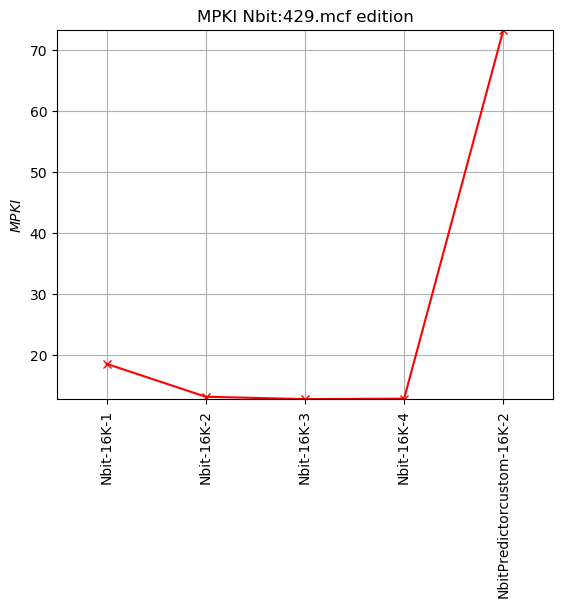 MPKI Nbit:429.mcf edition
MPKI
70
60
50
40
30
20
Nbit-16K-1
Nbit-16K-2
Nbit-16K-3
Nbit-16K-4
NbitPredictorcustom-16K-2